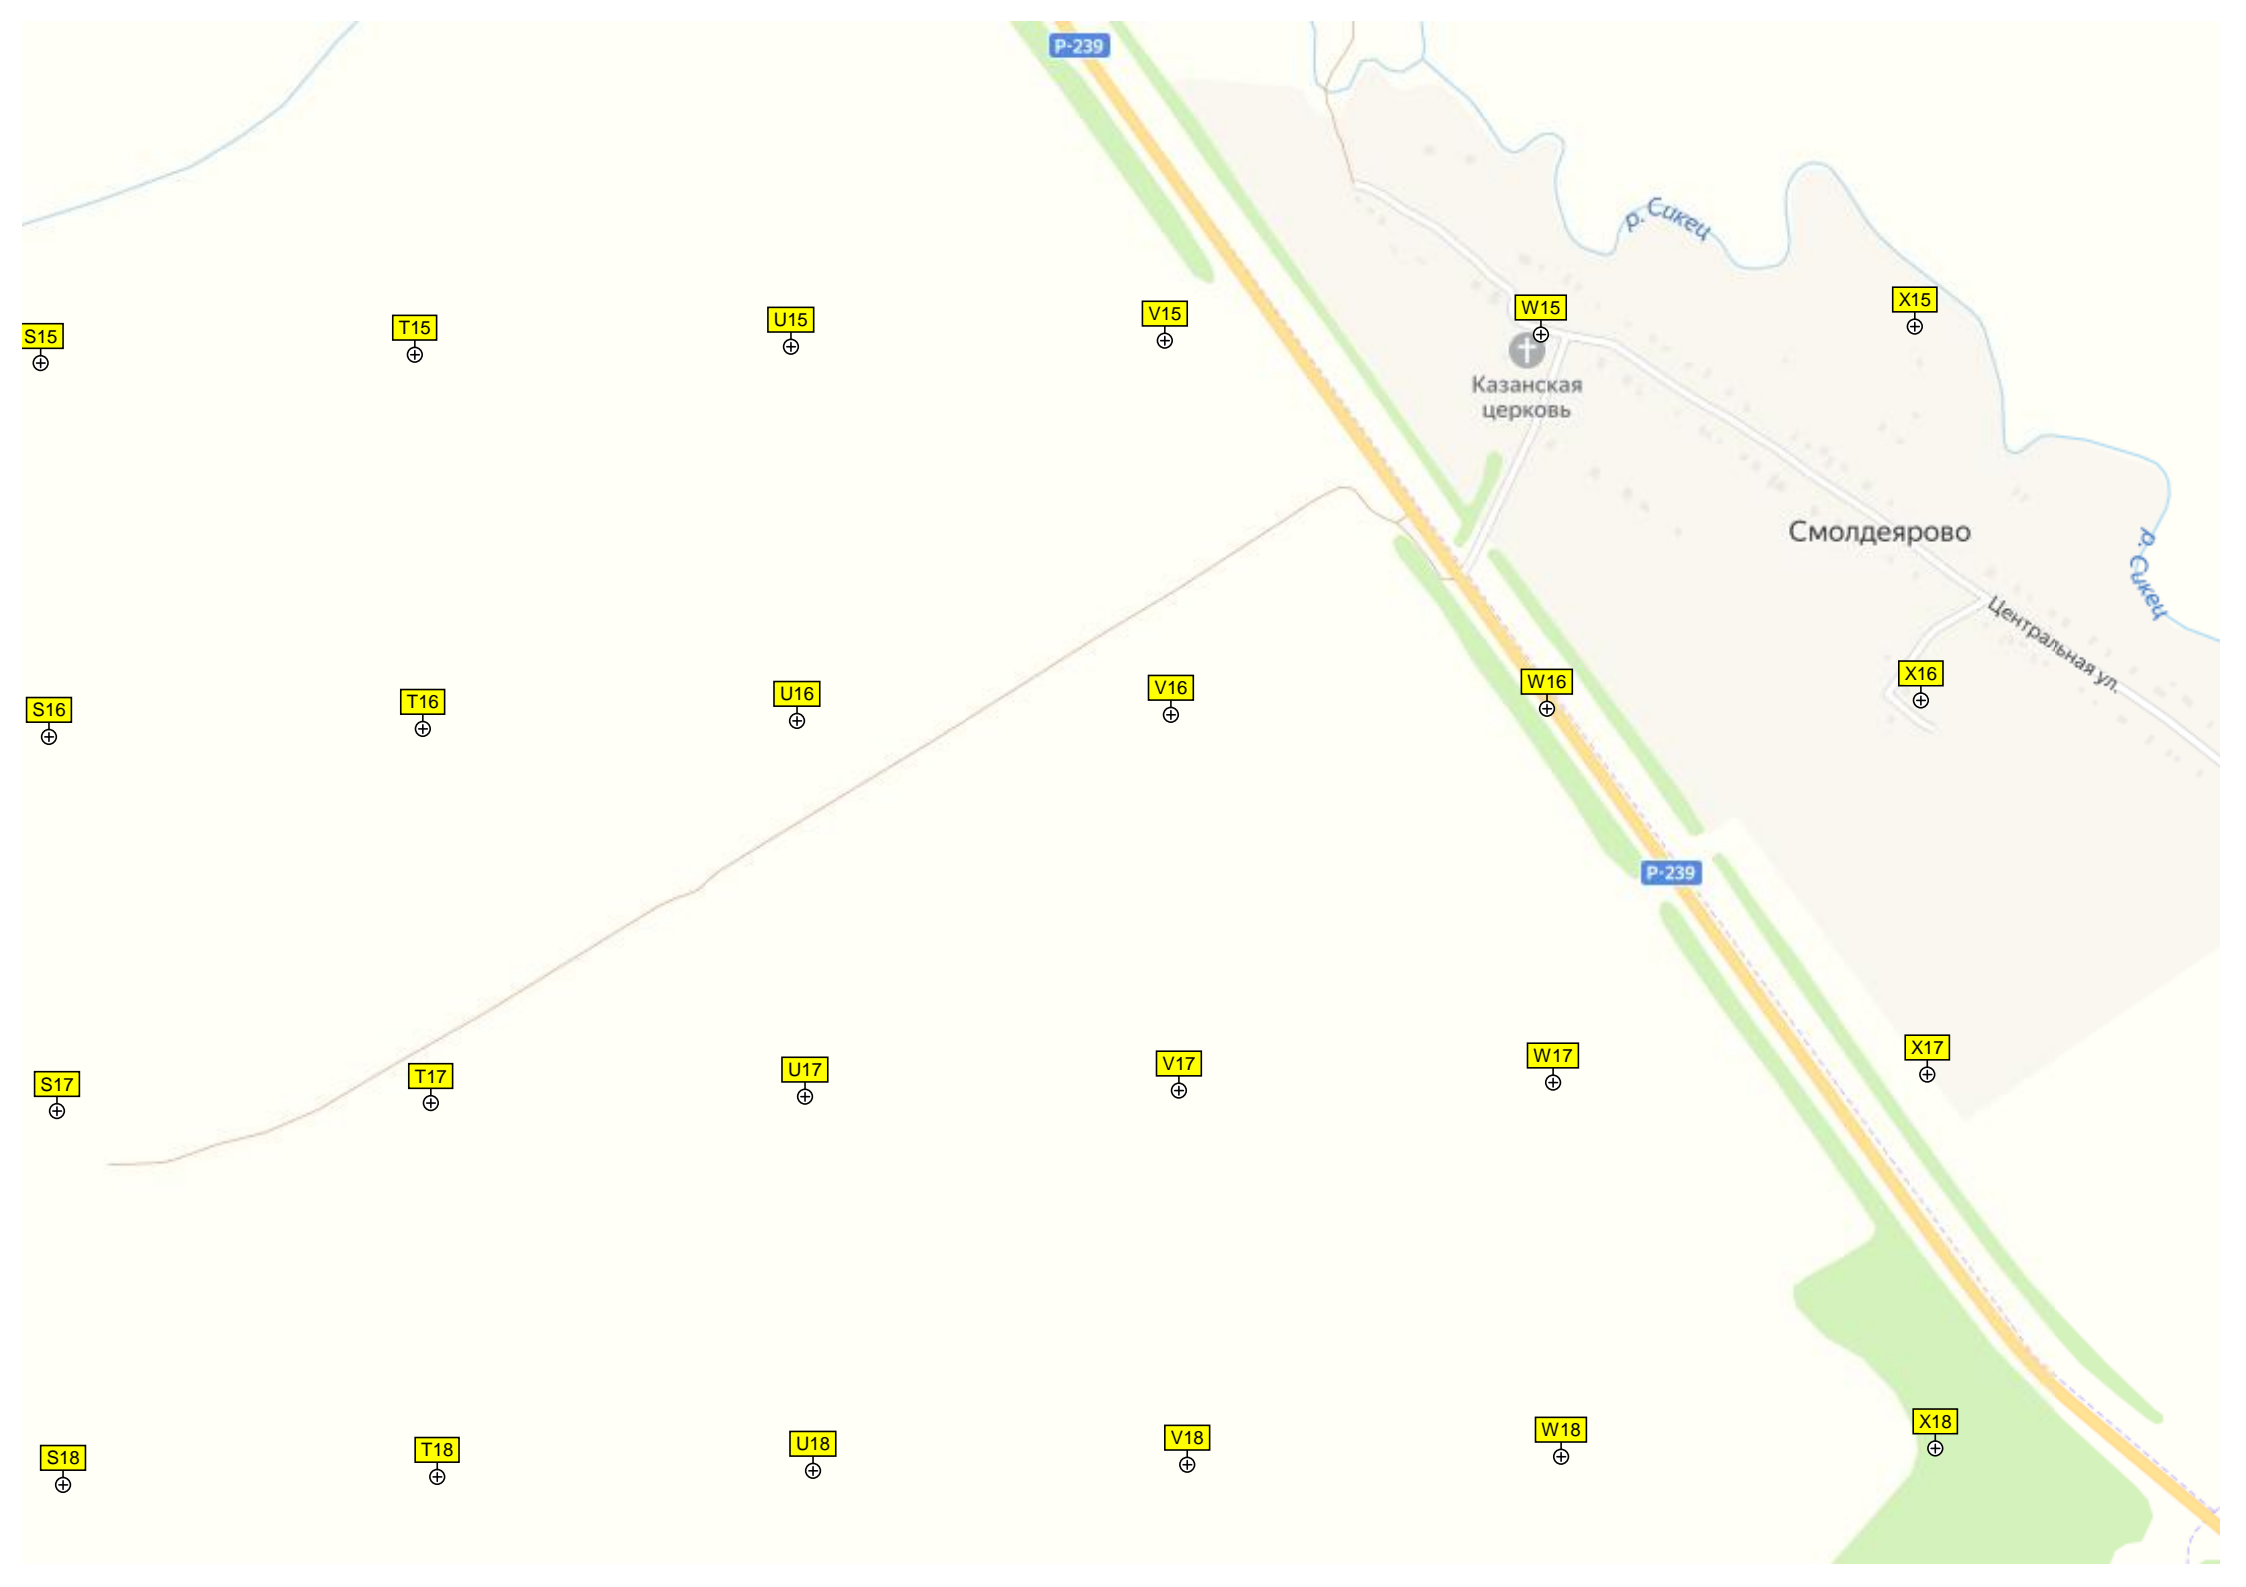 P-239
р. Сикец
S15
T15
U15
V15
W15
X15
Казанская
церковь
Смолдеярово
р. Сикец
Центральная ул.
S16
T16
U16
V16
W16
X16
P-239
S17
T17
U17
V17
W17
X17
S18
T18
U18
V18
W18
X18